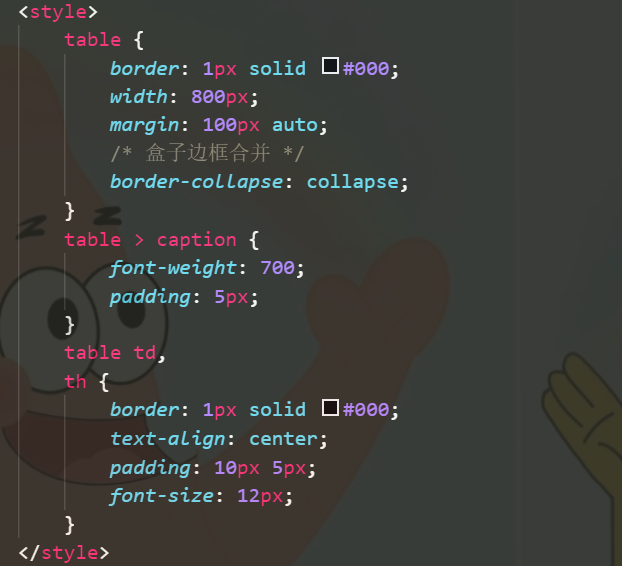 <style>
table {
border: 1px solid #000;
width: 800px;
margin: 100px auto;
/* 盒子边框合并 */
border-collapse: collapse;
}
table > caption {
font-weight: 700;
padding: 5px;
}
table td,
th {
border: 1px solid #000;
text-align: center;
padding: 10px 5px;
font-size: 12px;
}
</style>